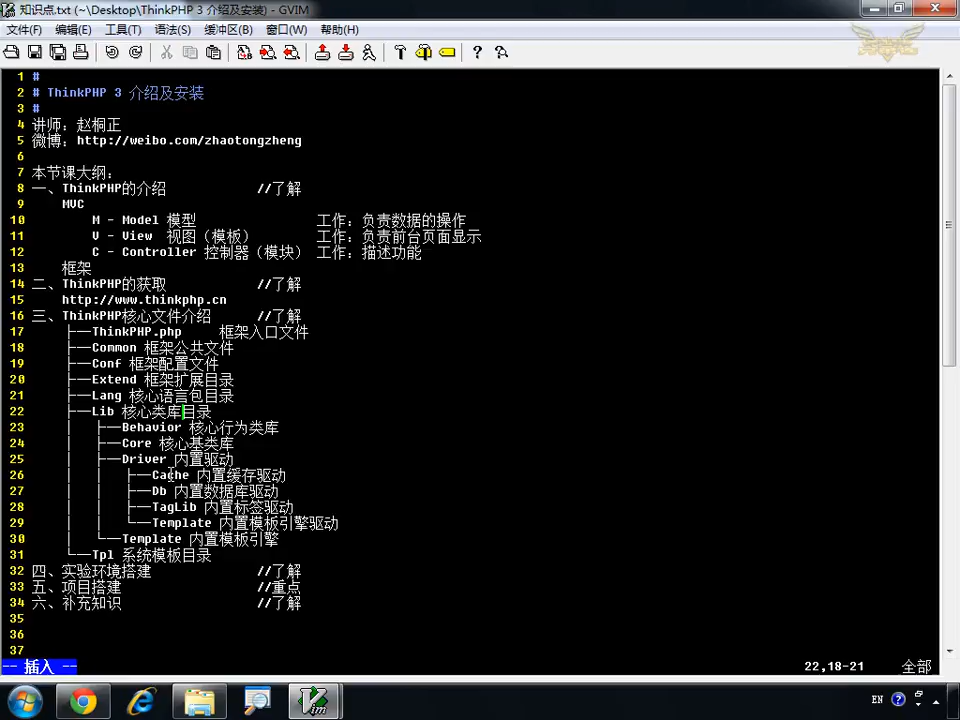 知识点.txt (~\Desktop\ThinkPHP 3 介绍及安装) - GVIM
文件(F) 编辑(E) 工具(T) 语法(S) 缓冲区(B) 窗口(W) 帮助(H)
1 #
2 # ThinkPHP 3 介绍及安装
3 #
4 讲师：赵桐正
5 微博：http://weibo.com/zhaotongzheng
6
7 本节课大纲：
8 一、ThinkPHP的介绍 //了解
9 MVC
10 M - Model 模型 工作：负责数据的操作
11 V - View 视图（模板） 工作：负责前台页面显示
12 C - Controller 控制器（模块） 工作：描述功能
13 框架
14 二、ThinkPHP的获取 //了解
15 http://www.thinkphp.cn
16 三、ThinkPHP核心文件介绍 //了解
17 ├──ThinkPHP.php 框架入口文件
18 ├──Common 框架公共文件
19 ├──Conf 框架配置文件
20 ├──Extend 框架扩展目录
21 ├──Lang 核心语言包目录
22 ├──Lib 核心类库目录
23 │ ├──Behavior 核心行为类库
24 │ ├──Core 核心基类库
25 │ ├──Driver 内置驱动
26 │ │ ├──Cache 内置缓存驱动
27 │ │ ├──Db 内置数据库驱动
28 │ │ ├──TagLib 内置标签驱动
29 │ │ └──Template 内置模板引擎驱动
30 │ └──Template 内置模板引擎
31 └──Tpl 系统模板目录
32 四、实验环境搭建 //了解
33 五、项目搭建 //重点
34 六、补充知识 //了解
35
36
37
-- 插入 -- 22,18-21 全部
EN